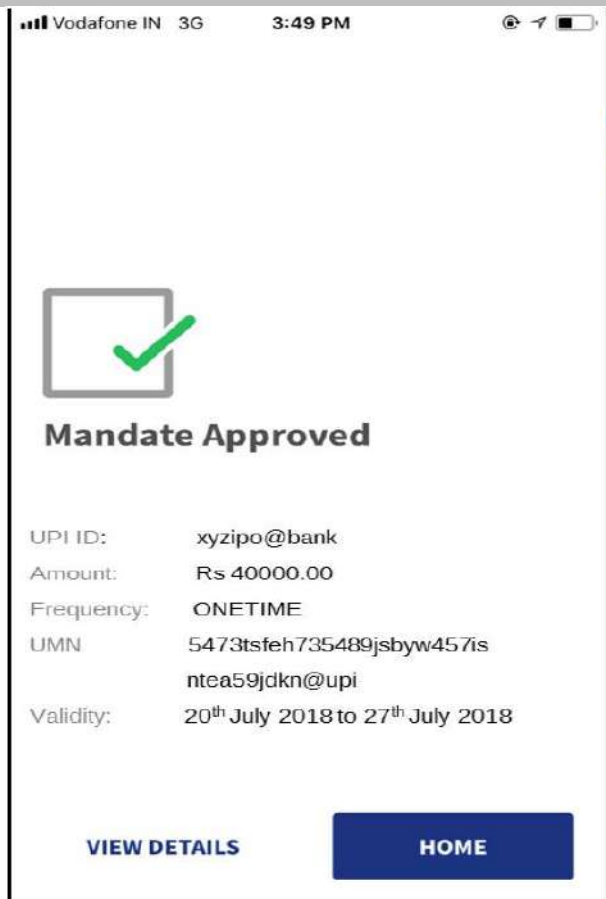 Vodafone IN 3G 3:49 PM
Mandate Approved
UPI ID: xyzipo@bank
Amount: Rs 40000.00
Frequency: ONETIME
UMN 5473tsfeh735489jsbyw457is
ntea59jdkn@upi
Validity: 20th July 2018 to 27th July 2018
VIEW DETAILS HOME